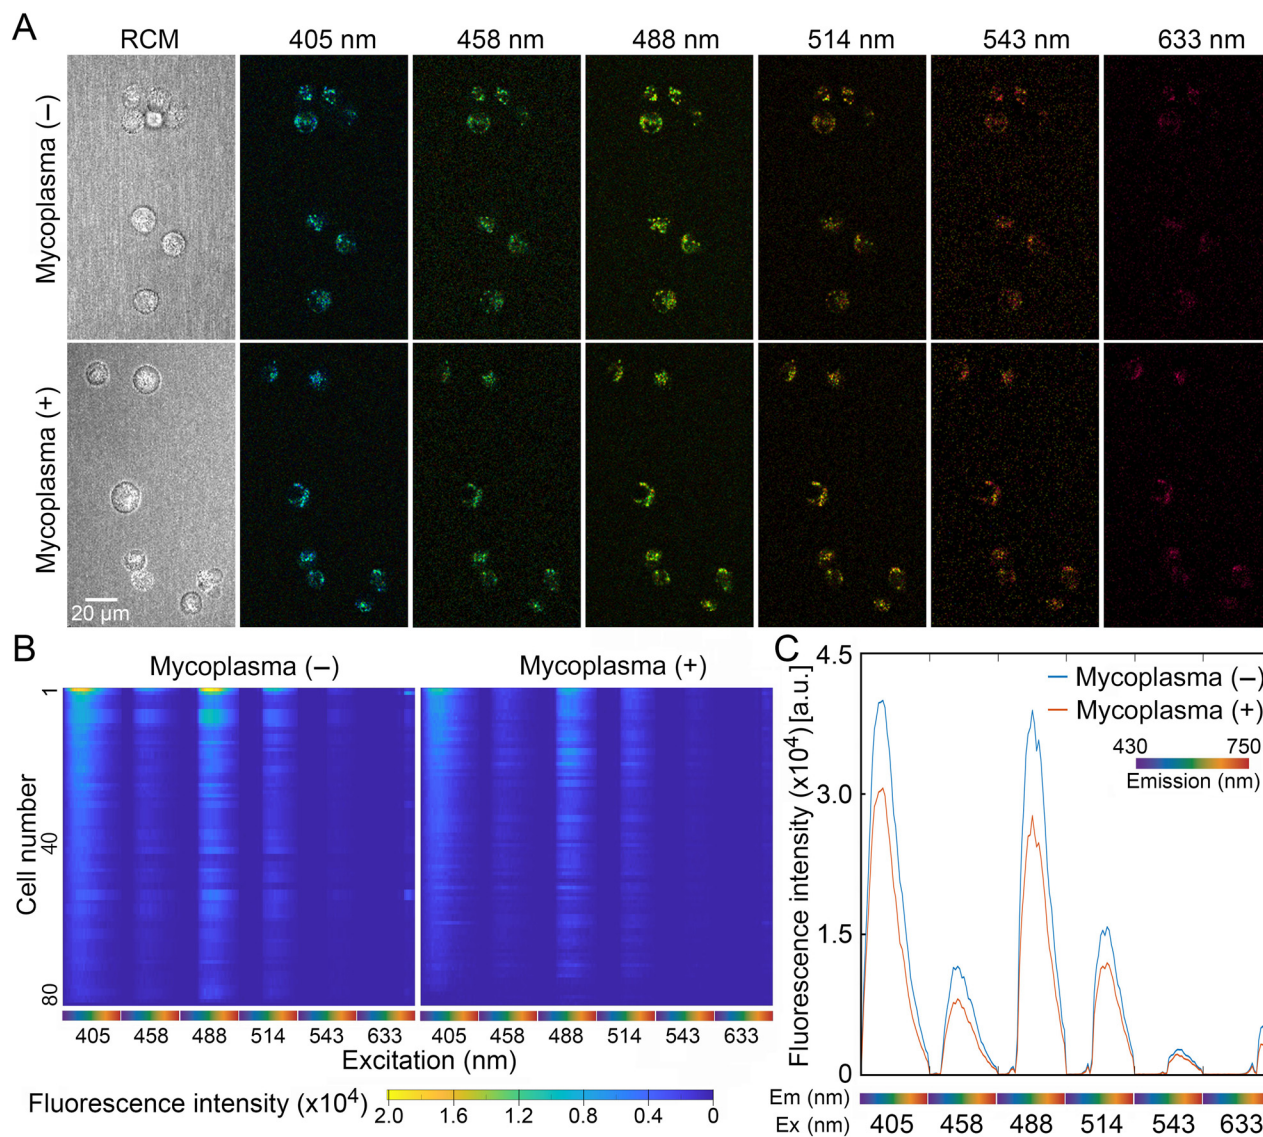 A
RCM 405 nm 458 nm 488 nm 514 nm 543 nm 633 nm
Mycoplasma (–)
Mycoplasma (+)
20 µm
B
Mycoplasma (–) Mycoplasma (+)
Cell number
1
40
80
405 458 488 514 543 633 405 458 488 514 543 633
Excitation (nm)
Fluorescence intensity (x10⁴)
2.0 1.6 1.2 0.8 0.4 0
C
Fluorescence intensity (x10⁴) [a.u.]
4.5
3.0
1.5
0
Mycoplasma (–)
Mycoplasma (+)
430 750
Emission (nm)
Em (nm)
Ex (nm) 405 458 488 514 543 633